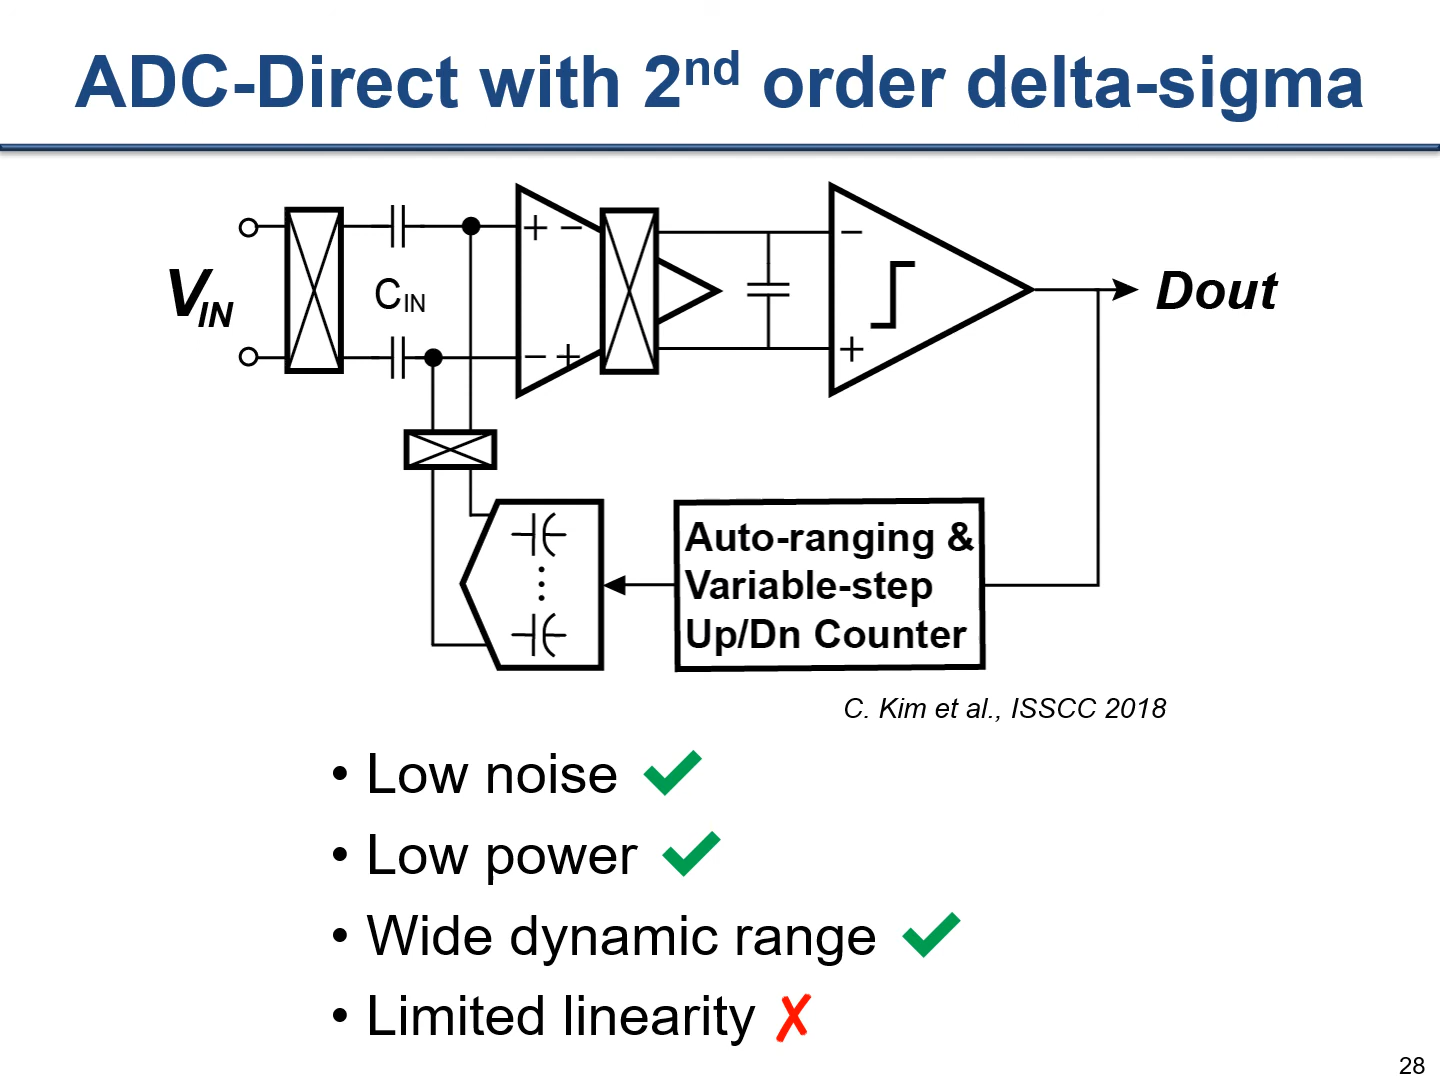 ADC-Direct with 2nd order delta-sigma
VIN
CIN
+ −
− +
−
+
Dout
Auto-ranging &
Variable-step
Up/Dn Counter
C. Kim et al., ISSCC 2018
• Low noise ✔
• Low power ✔
• Wide dynamic range ✔
• Limited linearity ✗
28